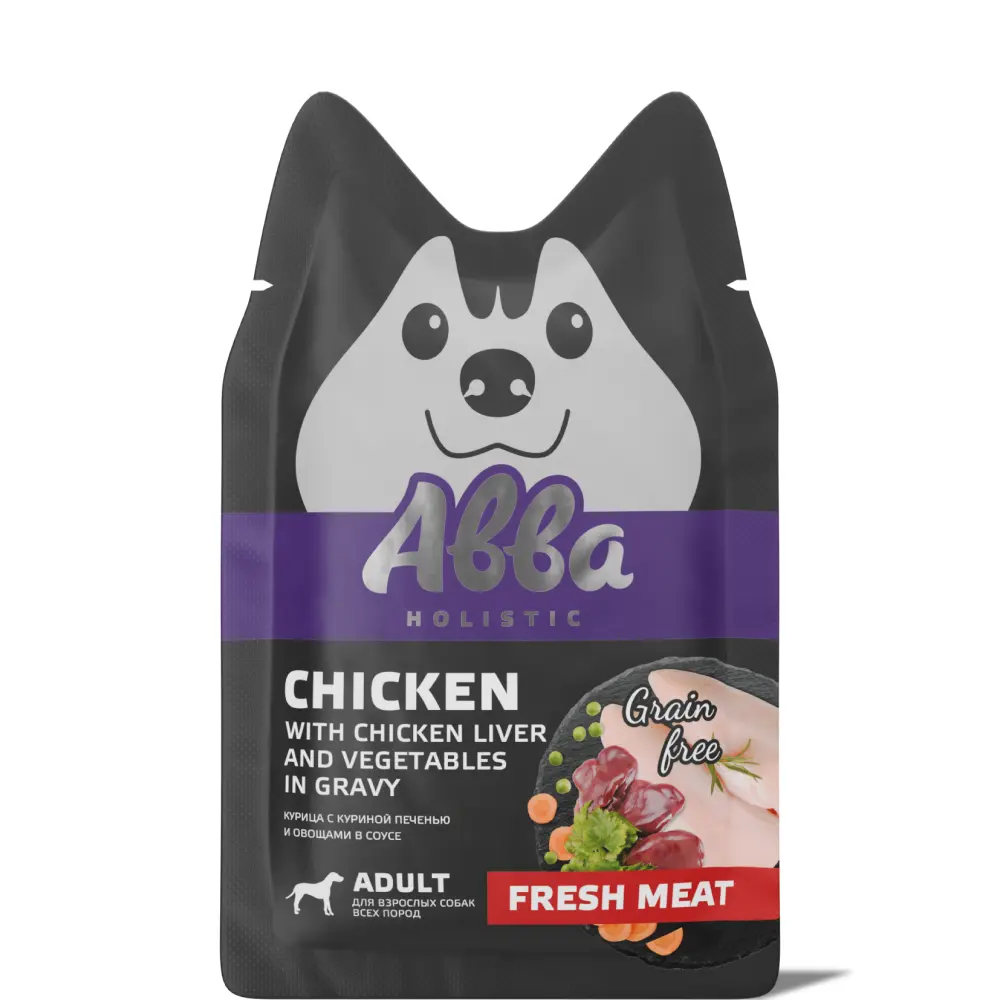 Авва
HOLISTIC
CHICKEN
WITH CHICKEN LIVER
AND VEGETABLES
IN GRAVY
КУРИЦА С КУРИНОЙ ПЕЧЕНЬЮ
И ОВОЩАМИ В СОУСЕ
Grain
free
ADULT
ДЛЯ ВЗРОСЛЫХ СОБАК
ВСЕХ ПОРОД
FRESH MEAT